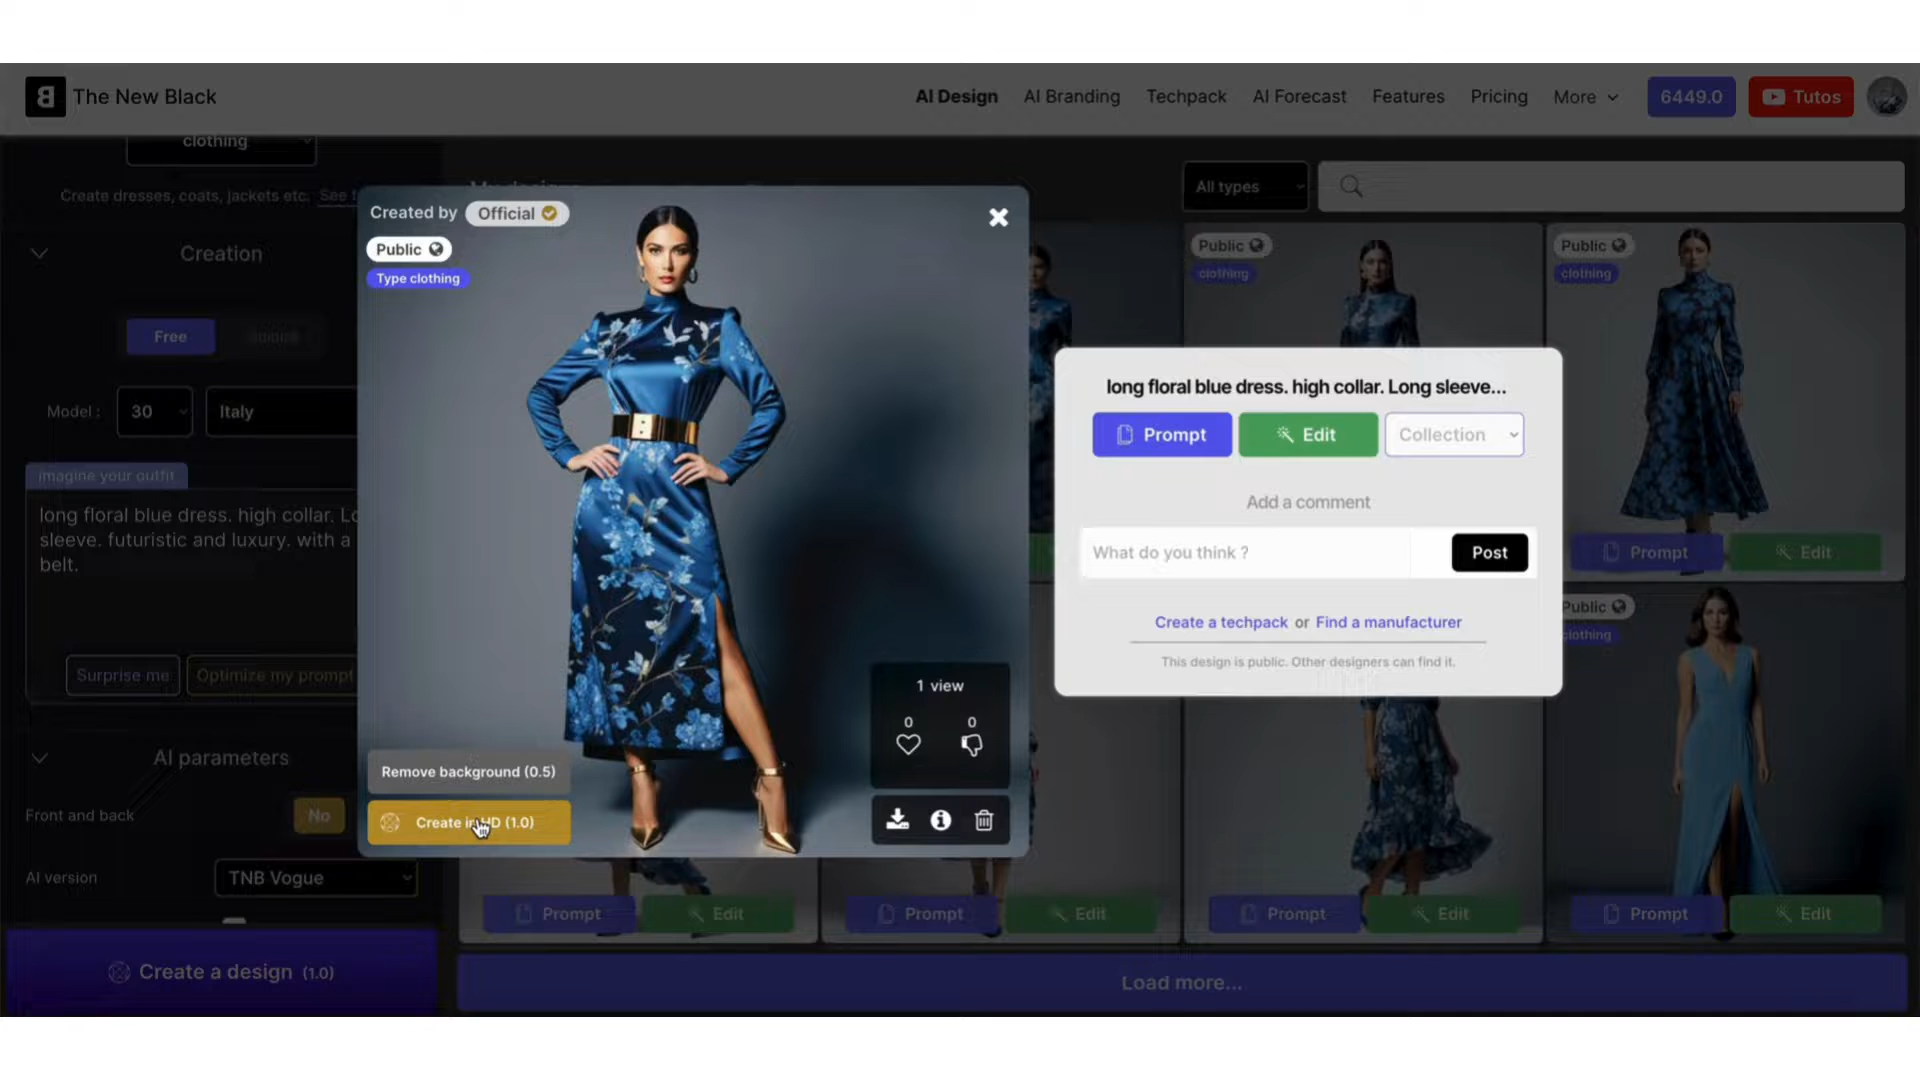 B The New Black
AI Design AI Branding Techpack AI Forecast Features Pricing More 6449.0 Tutos
clothing
Create dresses, coats, jackets etc. See
Creation
Free
Model : 30 Italy
imagine your outfit
long floral blue dress. high collar. Lo
sleeve. futuristic and luxury. with a
belt.
Surprise me Optimize my prompt
AI parameters
Front and back No
AI version TNB Vogue
Create a design (1.0)
All types
Created by Official
Public
Type clothing
Remove background (0.5)
Create in HD (1.0)
1 view
0 0
long floral blue dress. high collar. Long sleeve...
Prompt Edit Collection
Add a comment
What do you think ?
Post
Create a techpack or Find a manufacturer
This design is public. Other designers can find it.
Public
clothing
Public
clothing
Prompt Edit
Public
clothing
Prompt Edit
Prompt Edit
Prompt Edit
Prompt Edit
Load more...